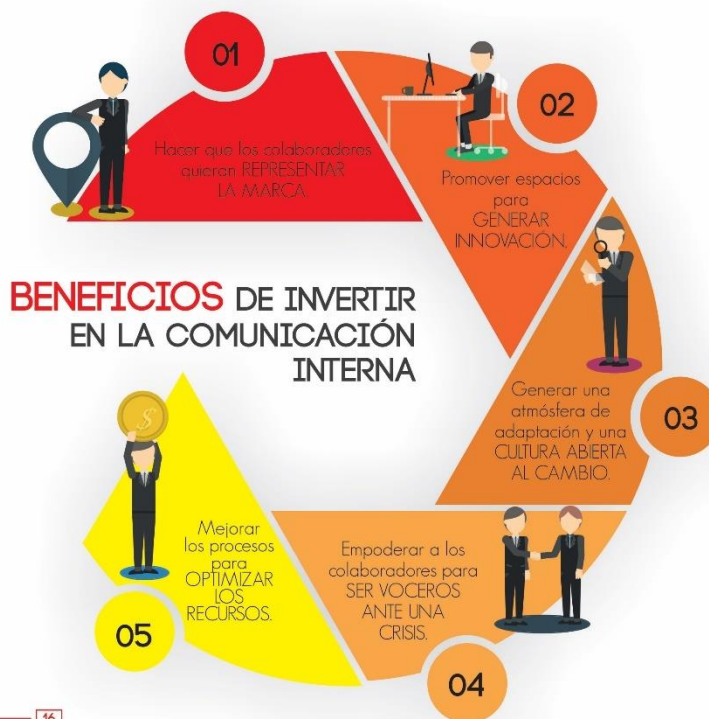 01
Hacer que los colaboradores
quieran REPRESENTAR
LA MARCA.
02
Promover espacios
para
GENERAR
INNOVACIÓN.
BENEFICIOS DE INVERTIR
EN LA COMUNICACIÓN
INTERNA
03
Generar una
atmósfera de
adaptación y una
CULTURA ABIERTA
AL CAMBIO.
04
Empoderar a los
colaboradores para
SER VOCEROS
ANTE UNA
CRISIS.
05
Mejorar
los procesos
para
OPTIMIZAR
LOS
RECURSOS.
$
16